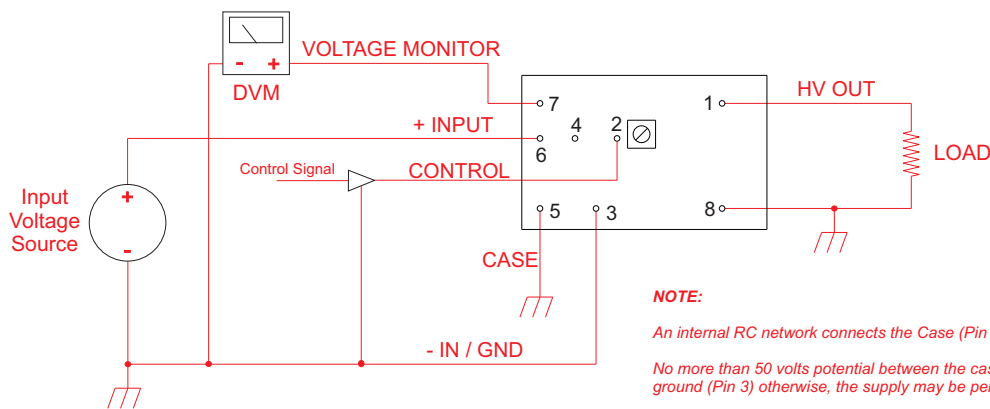 VOLTAGE MONITOR
- +
DVM
HV OUT
7
1
+ INPUT
4
2
6
LOAD
Control Signal
CONTROL
+
Input
Voltage
Source
-
5
3
8
CASE
NOTE:
An internal RC network connects the Case (Pin
- IN / GND
No more than 50 volts potential between the
ground (Pin 3) otherwise, the supply may be